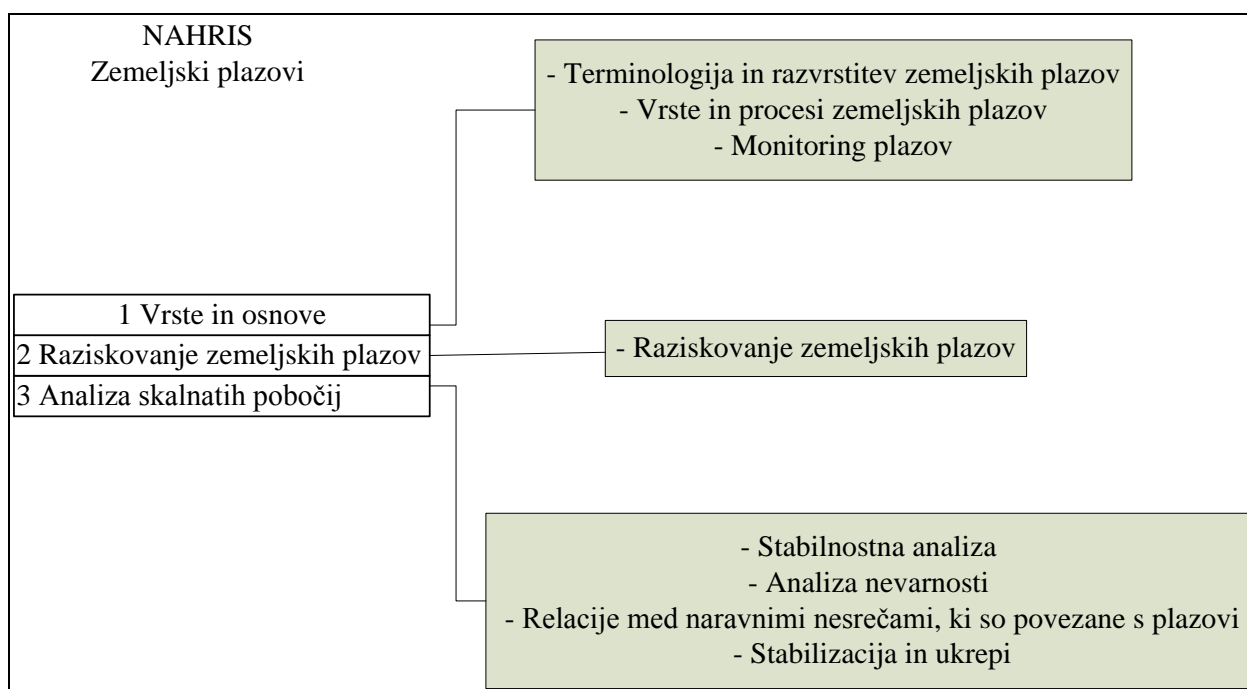 NAHRIS
Zemeljski plazovi
- Terminologija in razvrstitev zemeljskih plazov
- Vrste in procesi zemeljskih plazov
- Monitoring plazov
1 Vrste in osnove
2 Raziskovanje zemeljskih plazov
3 Analiza skalnatih pobočij
- Raziskovanje zemeljskih plazov
- Stabilnostna analiza
- Analiza nevarnosti
- Relacije med naravnimi nesrečami, ki so povezane s plazovi
- Stabilizacija in ukrepi